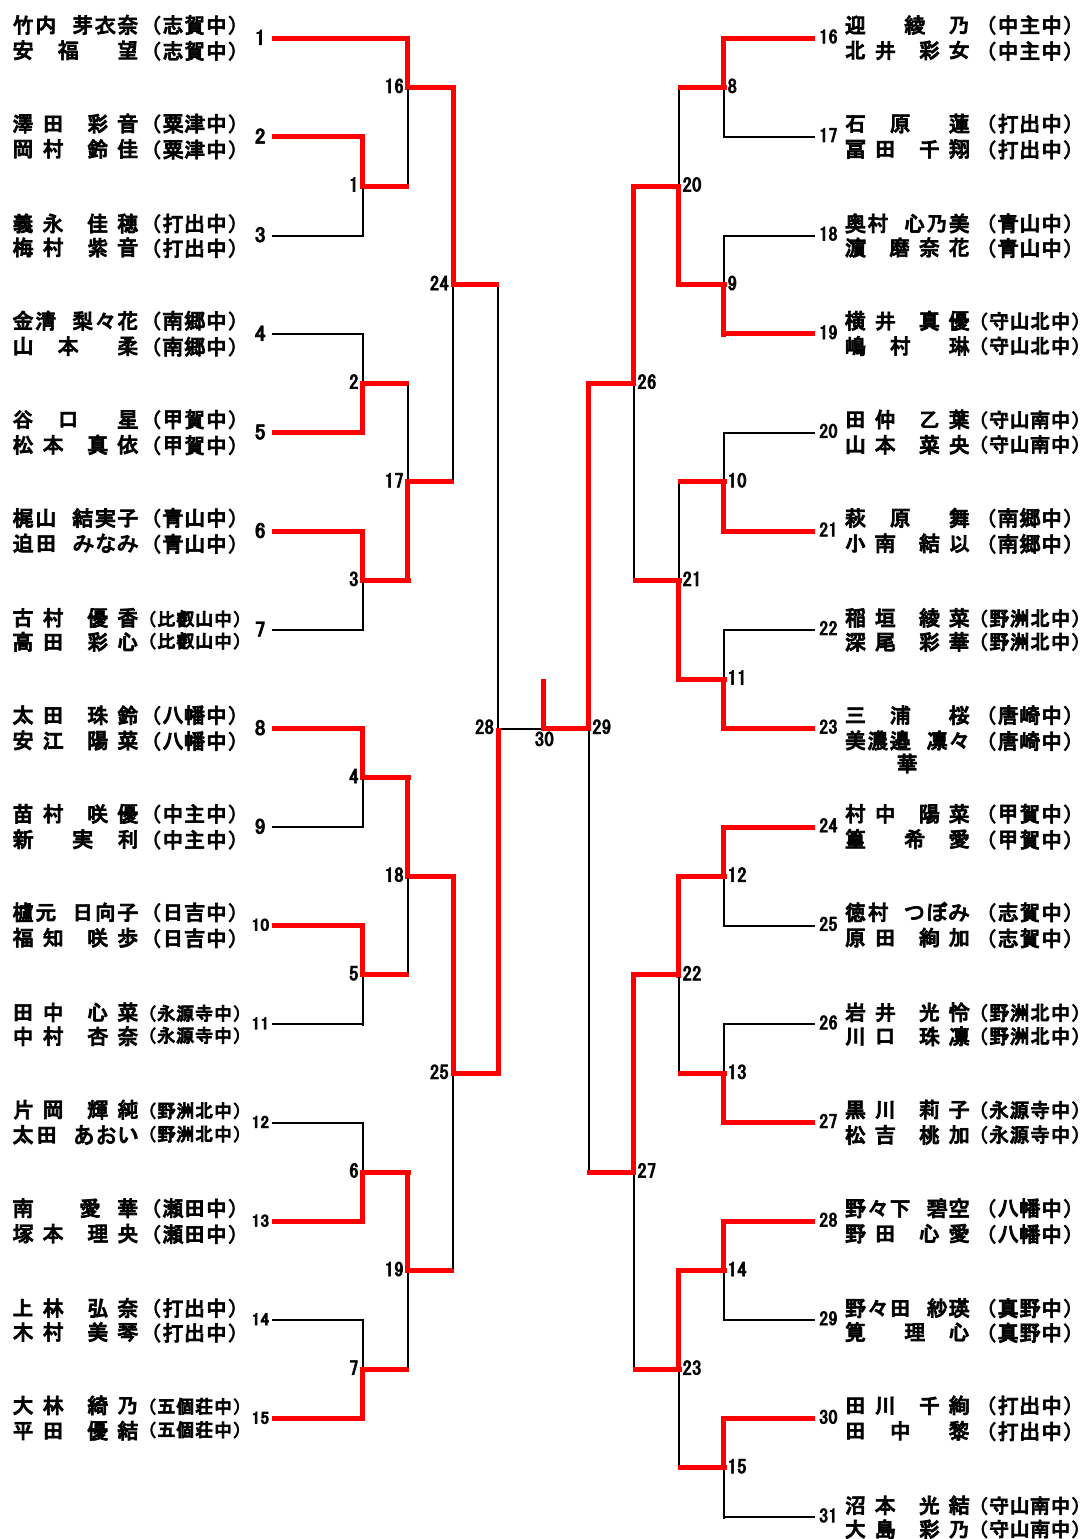 竹内 芽衣奈 (志賀中)
安 福 望 (志賀中)
1
澤田 彩音 (粟津中)
岡村 鈴佳 (粟津中)
2
義永 佳穂 (打出中)
梅村 紫音 (打出中)
3
金清 梨々花 (南郷中)
山 本 柔 (南郷中)
4
谷 口 星 (甲賀中)
松本 真依 (甲賀中)
5
梶山 結実子 (青山中)
迫田 みなみ (青山中)
6
古村 優香 (比叡山中)
高田 彩心 (比叡山中)
7
太田 珠鈴 (八幡中)
安江 陽菜 (八幡中)
8
苗村 咲優 (中主中)
新 実利 (中主中)
9
櫨元 日向子 (日吉中)
福知 咲歩 (日吉中)
10
田中 心菜 (永源寺中)
中村 杏奈 (永源寺中)
11
片岡 輝純 (野洲北中)
太田 あおい (野洲北中)
12
南 愛華 (瀬田中)
塚本 理央 (瀬田中)
13
上林 弘奈 (打出中)
木村 美琴 (打出中)
14
大林 綺乃 (五個荘中)
平田 優結 (五個荘中)
15
1
2
3
4
5
6
7
16
17
18
19
24
25
28
30
29
26
27
20
21
22
23
8
9
10
11
12
13
14
15
16
迎 綾乃 (中主中)
北井 彩女 (中主中)
17
石 原 蓮 (打出中)
冨田 千翔 (打出中)
18
奥村 心乃美 (青山中)
濵 磨奈花 (青山中)
19
横井 真優 (守山北中)
嶋 村 琳 (守山北中)
20
田仲 乙葉 (守山南中)
山本 菜央 (守山南中)
21
萩 原 舞 (南郷中)
小南 結以 (南郷中)
22
稲垣 綾菜 (野洲北中)
深尾 彩華 (野洲北中)
23
三 浦 桜 (唐崎中)
美濃邉 凛々 (唐崎中)
華
24
村中 陽菜 (甲賀中)
篁 希愛 (甲賀中)
25
徳村 つぼみ (志賀中)
原田 絢加 (志賀中)
26
岩井 光怜 (野洲北中)
川口 珠凛 (野洲北中)
27
黒川 莉子 (永源寺中)
松吉 桃加 (永源寺中)
28
野々下 碧空 (八幡中)
野田 心愛 (八幡中)
29
野々田 紗瑛 (真野中)
筧 理心 (真野中)
30
田川 千絢 (打出中)
田 中 黎 (打出中)
31
沼本 光結 (守山南中)
大島 彩乃 (守山南中)